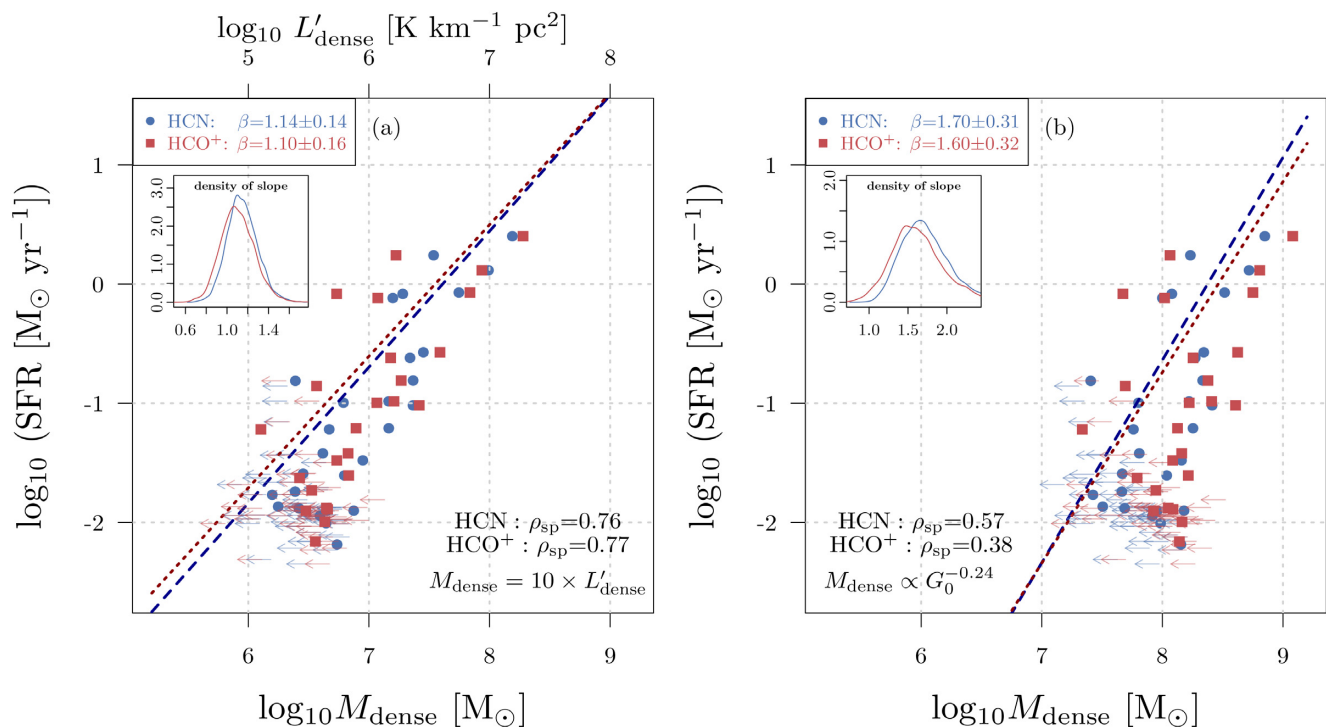 log₁₀ L′dense [K km⁻¹ pc²]
5 6 7 8
HCN: β=1.14±0.14
HCO⁺: β=1.10±0.16
(a)
density of slope
3.0
2.0
1.0
0.0
0.6 1.0 1.4
1
0
-1
-2
log₁₀ (SFR [M⊙ yr⁻¹])
HCN : ρsp=0.76
HCO⁺ : ρsp=0.77
Mdense = 10 × L′dense
6 7 8 9
log₁₀Mdense [M⊙]
HCN: β=1.70±0.31
HCO⁺: β=1.60±0.32
(b)
density of slope
2.0
1.0
0.0
1.0 1.5 2.0
1
0
-1
-2
log₁₀ (SFR [M⊙ yr⁻¹])
HCN : ρsp=0.57
HCO⁺ : ρsp=0.38
Mdense ∝ G₀⁻⁰·²⁴
6 7 8 9
log₁₀Mdense [M⊙]